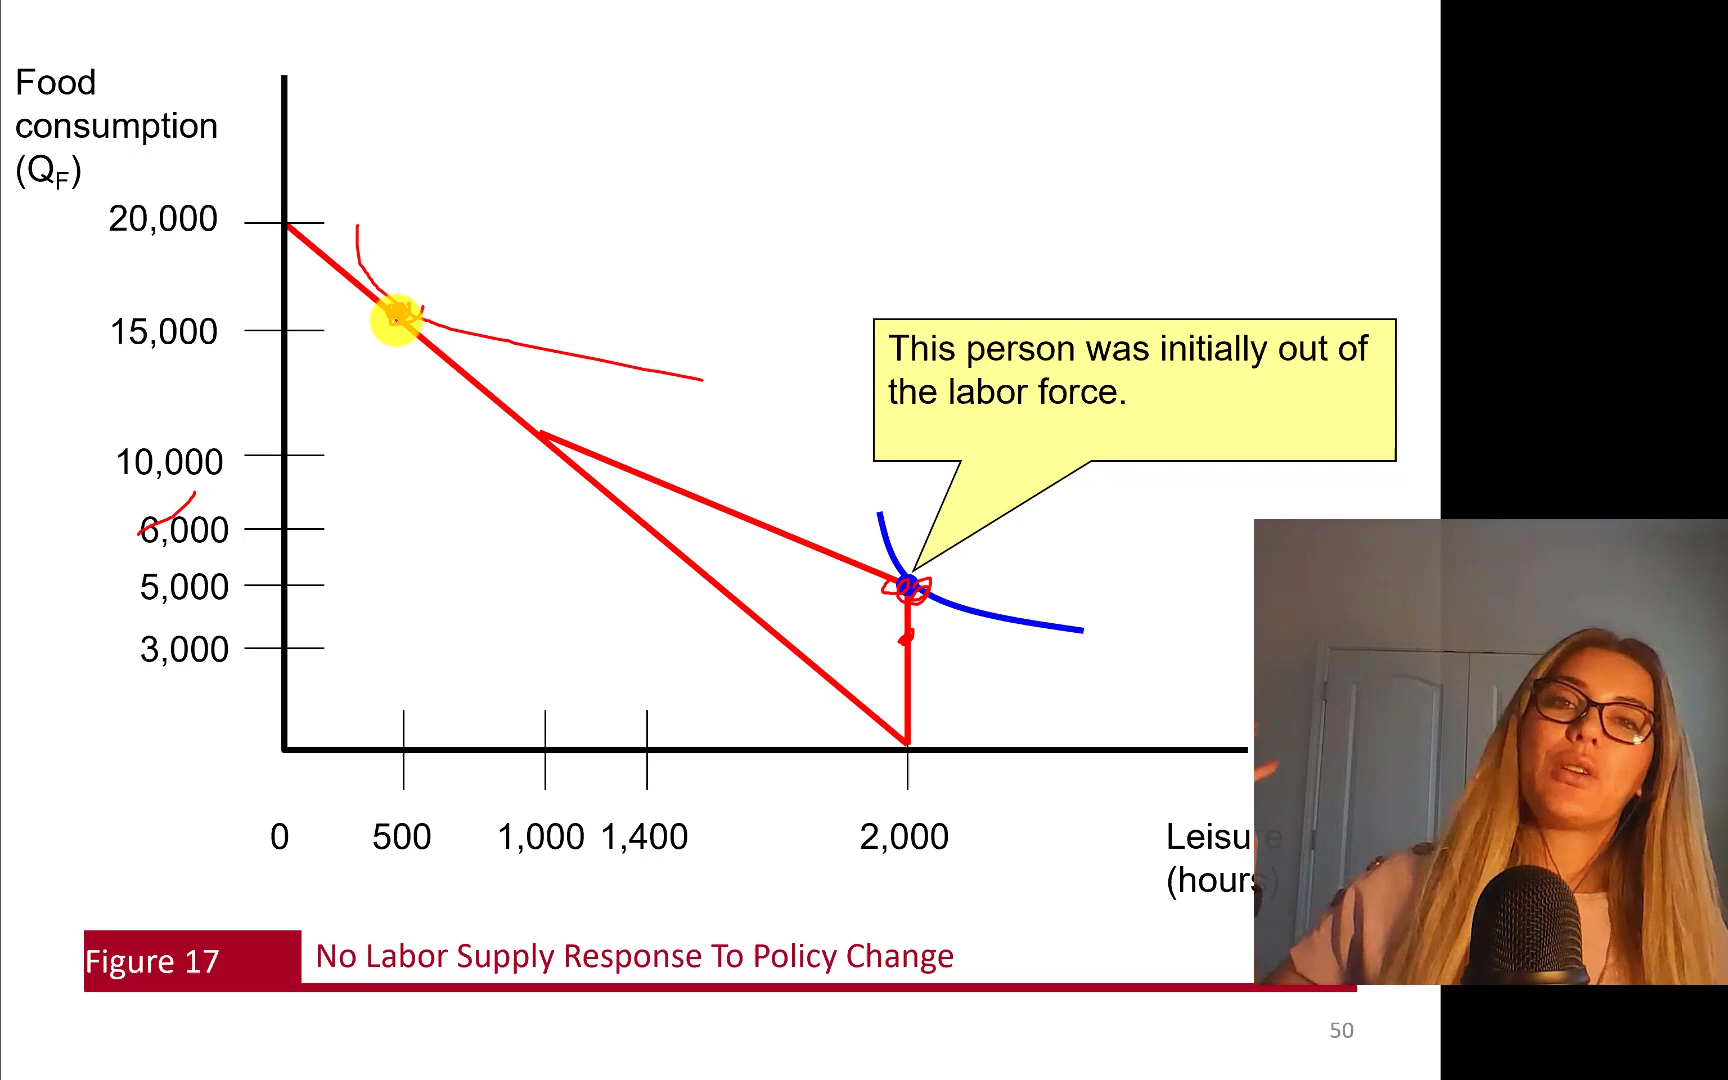 Food
consumption
(QF)
20,000
15,000
10,000
6,000
5,000
3,000
This person was initially out of
the labor force.
0 500 1,000 1,400 2,000 Leisure
(hours)
Figure 17 No Labor Supply Response To Policy Change
50